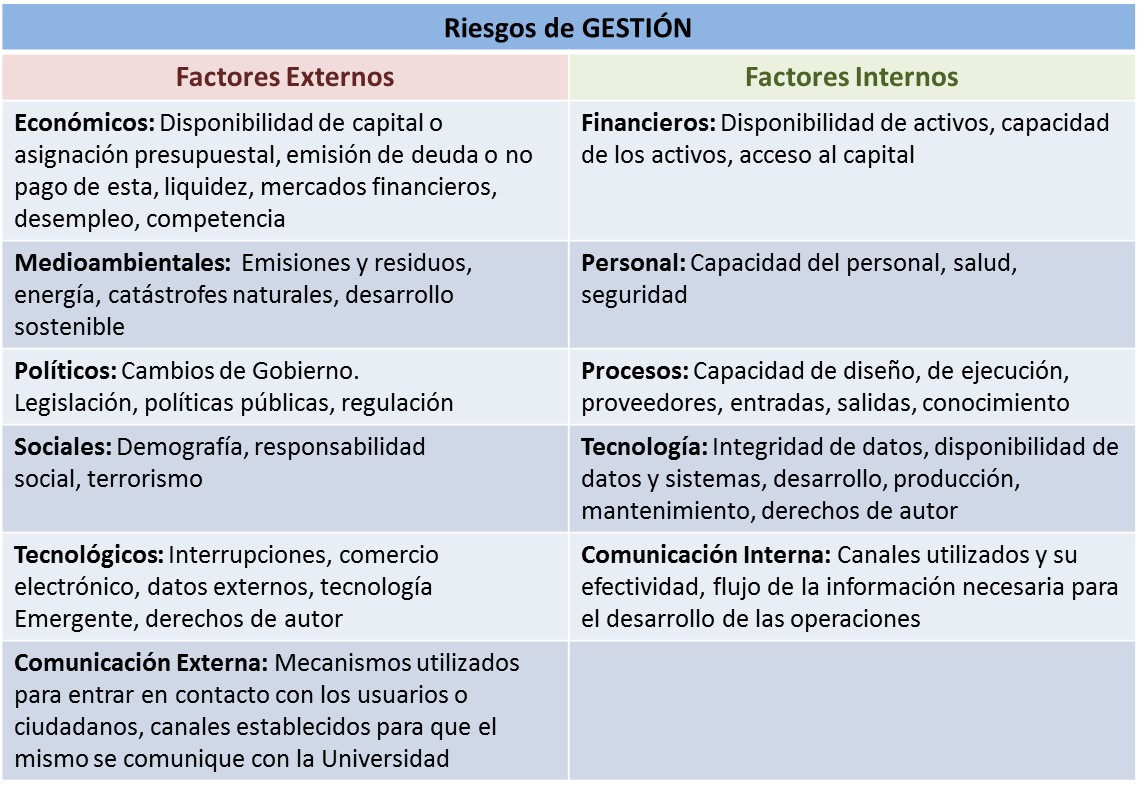 Riesgos de GESTIÓN
Factores Externos
Factores Internos
Económicos: Disponibilidad de capital o
asignación presupuestal, emisión de deuda o no
pago de esta, liquidez, mercados financieros,
desempleo, competencia
Financieros: Disponibilidad de activos, capacidad
de los activos, acceso al capital
Medioambientales: Emisiones y residuos,
energía, catástrofes naturales, desarrollo
sostenible
Personal: Capacidad del personal, salud,
seguridad
Políticos: Cambios de Gobierno.
Legislación, políticas públicas, regulación
Procesos: Capacidad de diseño, de ejecución,
proveedores, entradas, salidas, conocimiento
Sociales: Demografía, responsabilidad
social, terrorismo
Tecnología: Integridad de datos, disponibilidad de
datos y sistemas, desarrollo, producción,
mantenimiento, derechos de autor
Tecnológicos: Interrupciones, comercio
electrónico, datos externos, tecnología
Emergente, derechos de autor
Comunicación Interna: Canales utilizados y su
efectividad, flujo de la información necesaria para
el desarrollo de las operaciones
Comunicación Externa: Mecanismos utilizados
para entrar en contacto con los usuarios o
ciudadanos, canales establecidos para que el
mismo se comunique con la Universidad